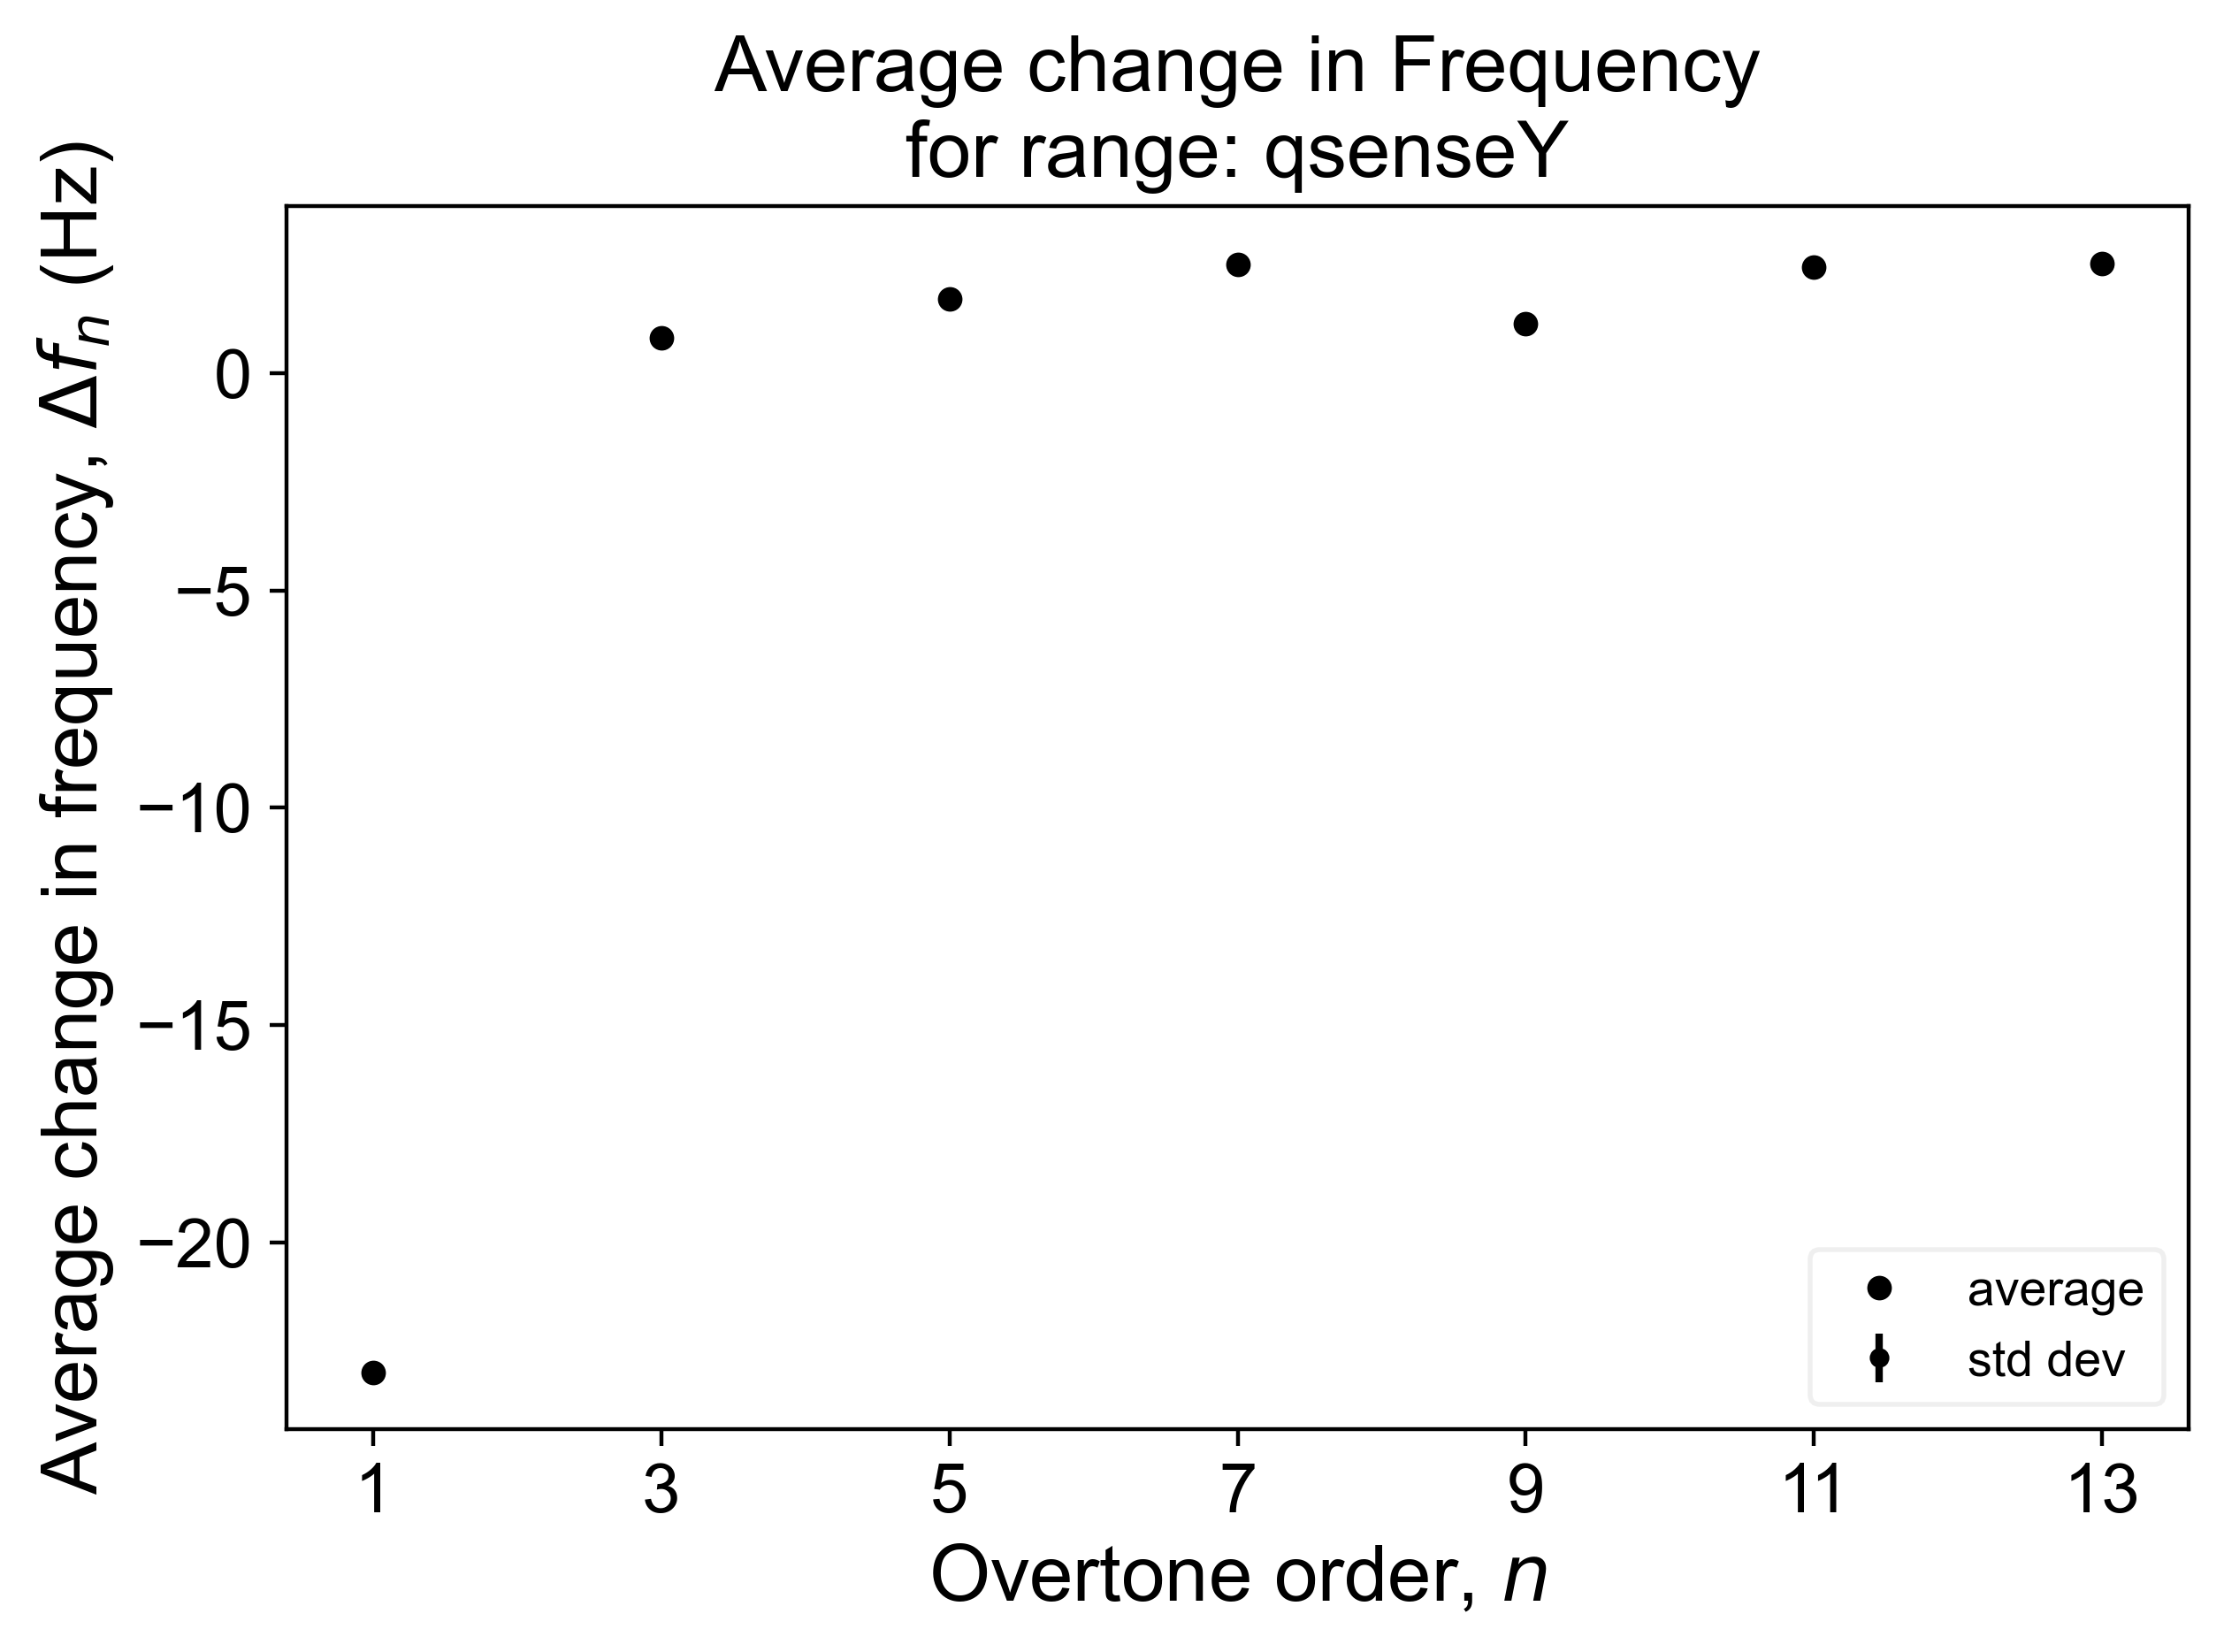 Average change in Frequency
for range: qsenseY
Average change in frequency, Δfn (Hz)
0
−5
−10
−15
−20
average
std dev
1 3 5 7 9 11 13
Overtone order, n